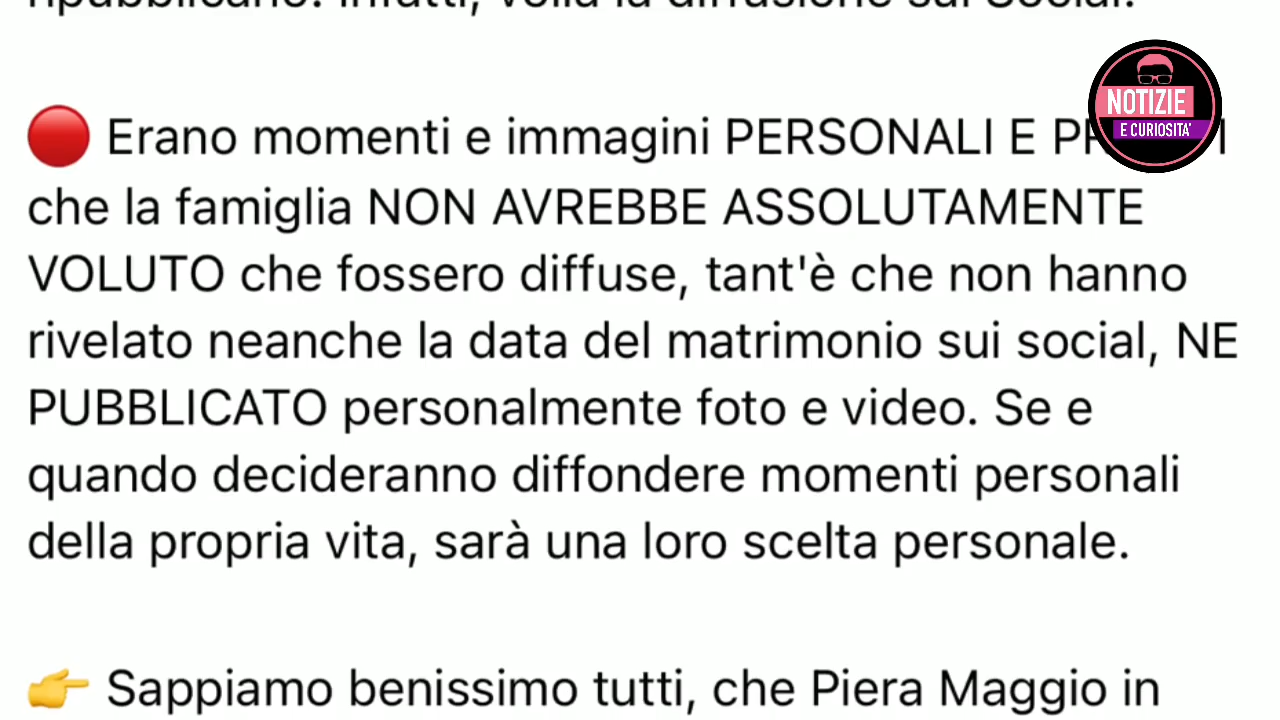 🔴 Erano momenti e immagini PERSONALI E
che la famiglia NON AVREBBE ASSOLUTAMENTE
VOLUTO che fossero diffuse, tant'è che non hanno
rivelato neanche la data del matrimonio sui social, NE
PUBBLICATO personalmente foto e video. Se e
quando decideranno diffondere momenti personali
della propria vita, sarà una loro scelta personale.
👉 Sappiamo benissimo tutti, che Piera Maggio in
NOTIZIE
E CURIOSITA'